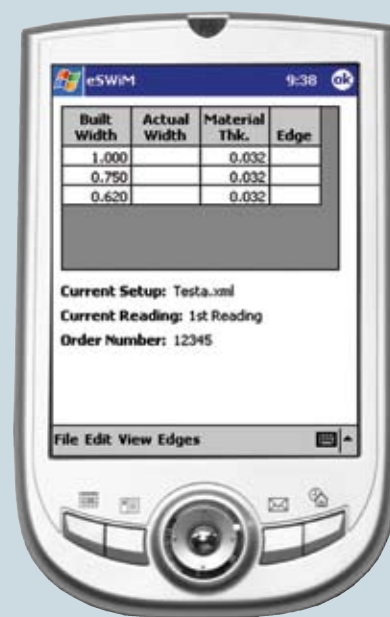 eSWiM 9:38 ok
Built Width Actual Width Material Thk. Edge
1.000 0.032
0.750 0.032
0.620 0.032
Current Setup: Testa.xml
Current Reading: 1st Reading
Order Number: 12345
File Edit View Edges